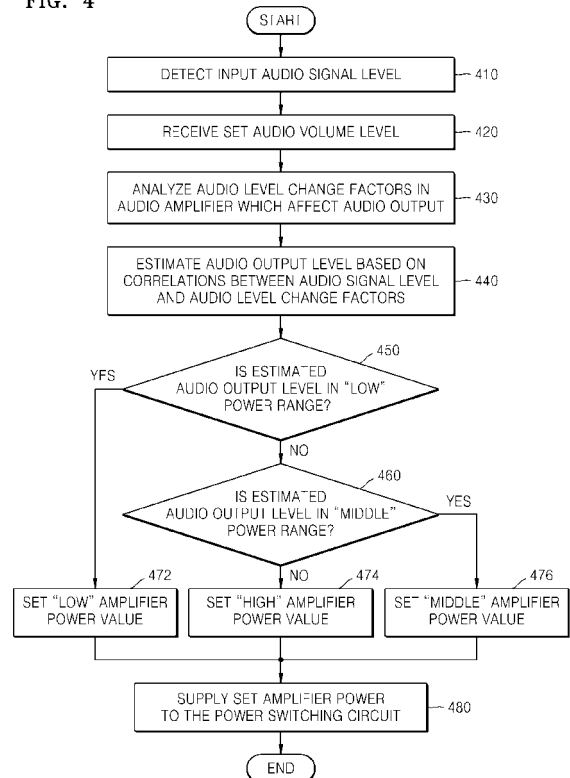 FIG. 4
START
DETECT INPUT AUDIO SIGNAL LEVEL
410
RECEIVE SET AUDIO VOLUME LEVEL
420
ANALYZE AUDIO LEVEL CHANGE FACTORS IN
AUDIO AMPLIFIER WHICH AFFECT AUDIO OUTPUT
430
ESTIMATE AUDIO OUTPUT LEVEL BASED ON
CORRELATIONS BETWEEN AUDIO SIGNAL LEVEL
AND AUDIO LEVEL CHANGE FACTORS
440
450
IS ESTIMATED
AUDIO OUTPUT LEVEL IN "LOW"
POWER RANGE?
YES
NO
460
IS ESTIMATED
AUDIO OUTPUT LEVEL IN "MIDDLE"
POWER RANGE?
YES
NO
472
474
476
SET "LOW" AMPLIFIER
POWER VALUE
SET "HIGH" AMPLIFIER
POWER VALUE
SET "MIDDLE" AMPLIFIER
POWER VALUE
SUPPLY SET AMPLIFIER POWER
TO THE POWER SWITCHING CIRCUIT
480
END